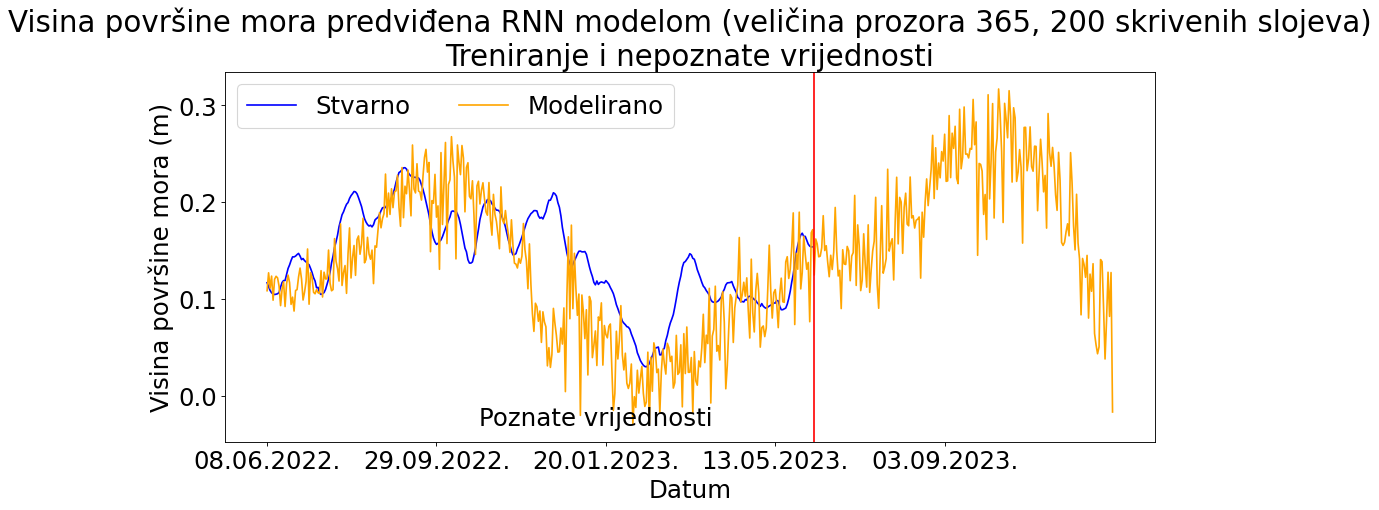 Visina površine mora predviđena RNN modelom (veličina prozora 365, 200 skrivenih slojeva)
Treniranje i nepoznate vrijednosti
Stvarno
Modelirano
Visina površine mora (m)
0.3
0.2
0.1
0.0
Poznate vrijednosti
08.06.2022.
29.09.2022.
20.01.2023.
13.05.2023.
03.09.2023.
Datum